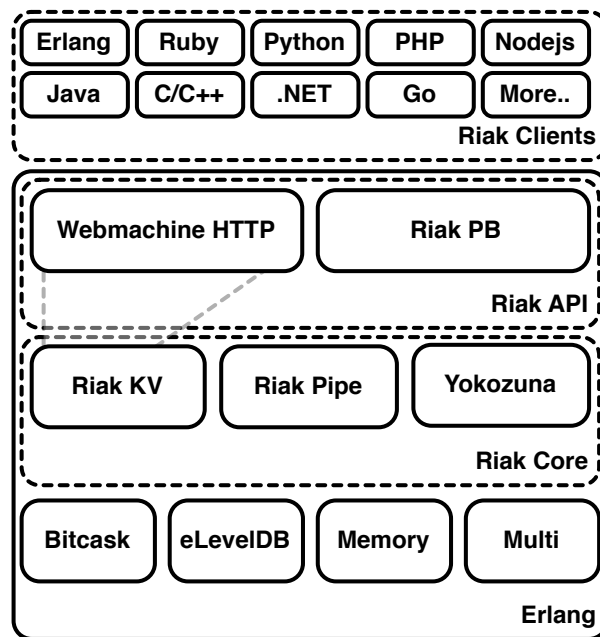 Erlang Ruby Python PHP Nodejs
Java C/C++ .NET Go More..
Riak Clients
Webmachine HTTP Riak PB
Riak API
Riak KV Riak Pipe Yokozuna
Riak Core
Bitcask eLevelDB Memory Multi
Erlang